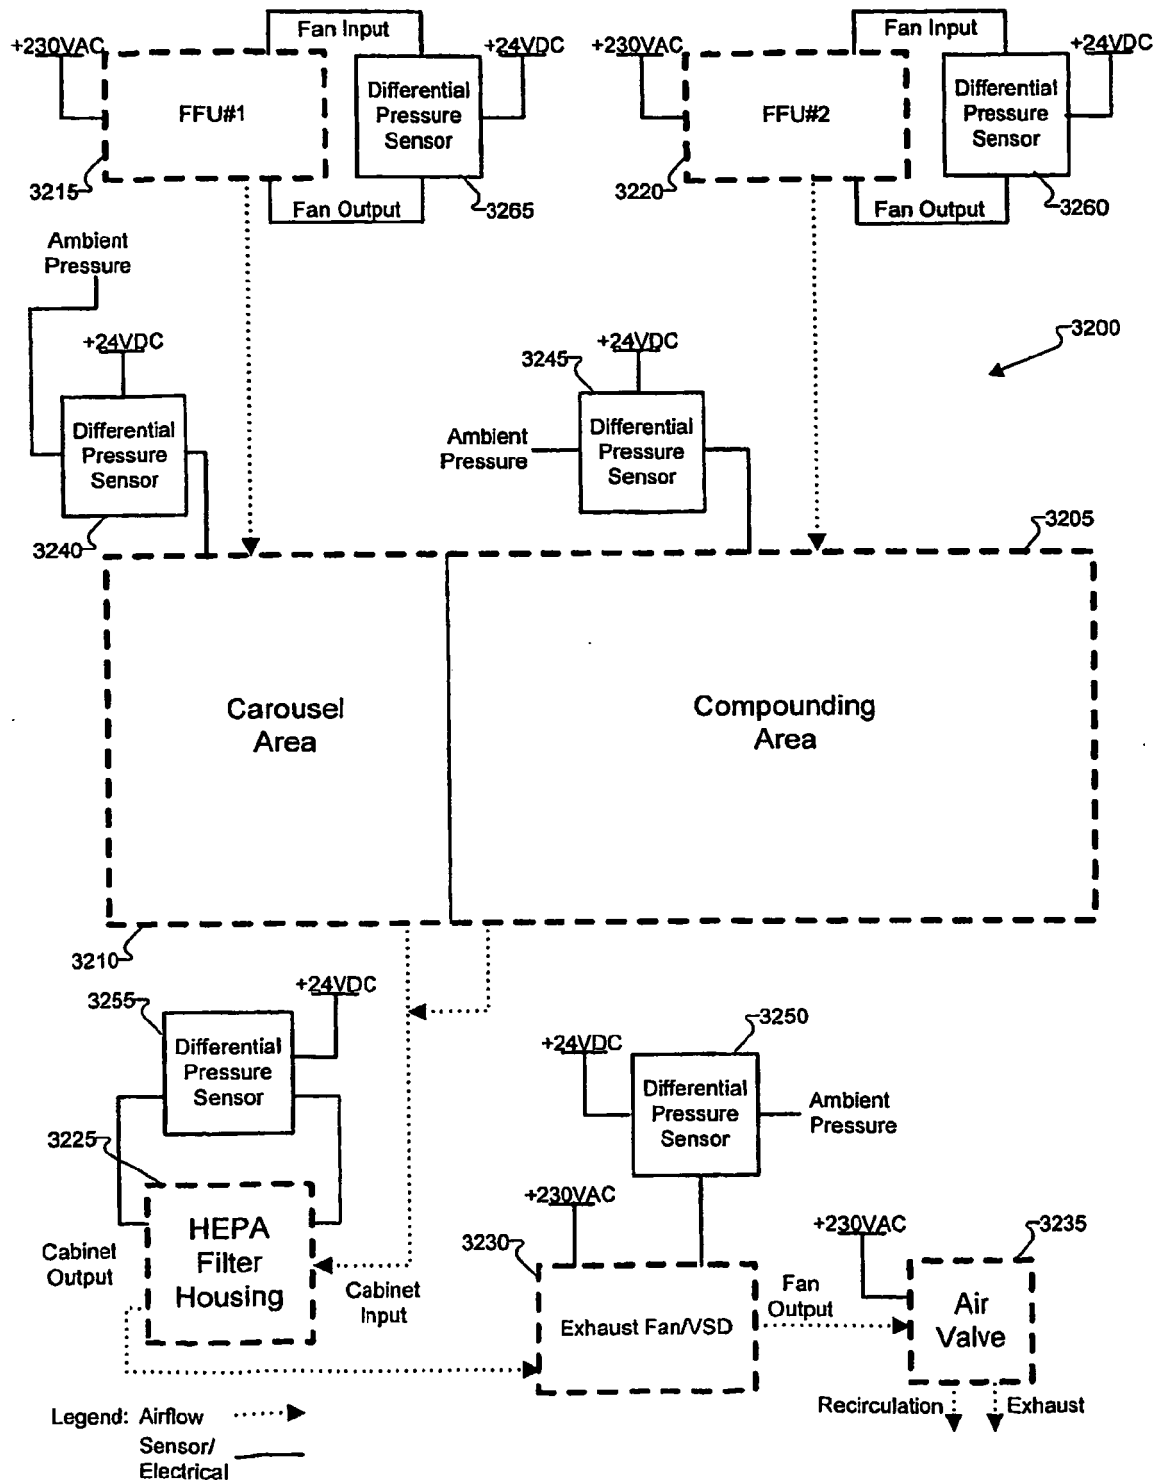 Fan Input
Fan Input
+230VAC
+24VDC
+230VAC
+24VDC
FFU#1
Differential
Pressure
Sensor
FFU#2
Differential
Pressure
Sensor
3215
Fan Output
3265
3220
Fan Output
3260
Ambient
Pressure
3200
+24VDC
3245
+24VDC
Differential
Pressure
Sensor
Ambient
Pressure
Differential
Pressure
Sensor
3240
3205
Carousel
Area
Compounding
Area
3210
3255
+24VDC
Differential
Pressure
Sensor
3250
+24VDC
Differential
Pressure
Sensor
Ambient
Pressure
3225
HEPA
Filter
Housing
Cabinet
Output
Cabinet
Input
+230VAC
3230
Exhaust Fan/VSD
Fan
Output
+230VAC
3235
Air
Valve
Recirculation
Exhaust
Legend: Airflow
Sensor/
Electrical